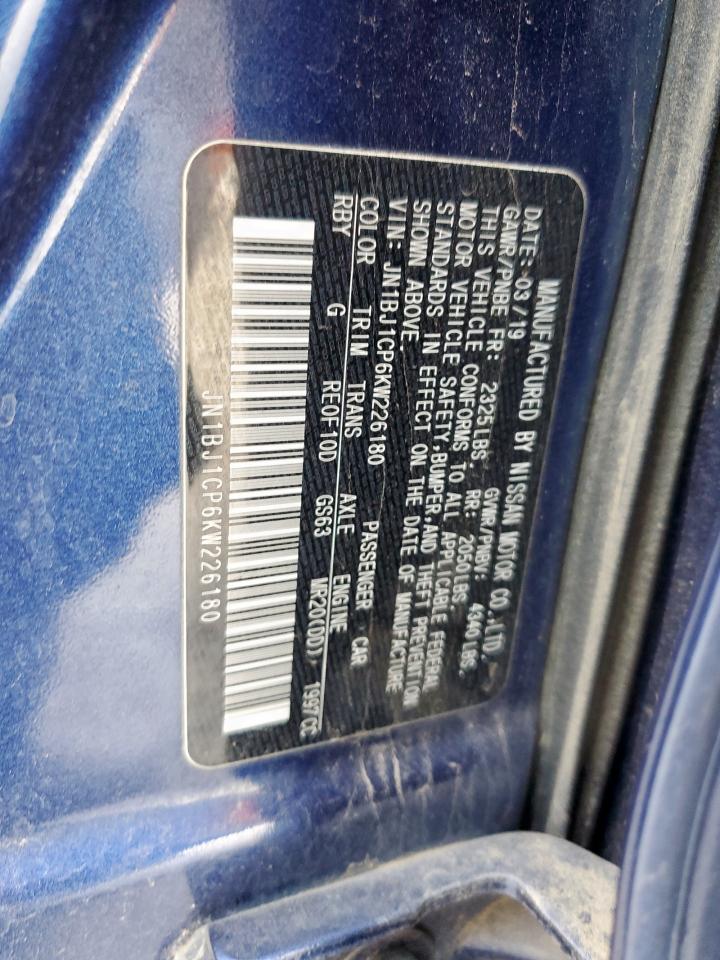 MANUFACTURED BY NISSAN MOTOR CO.,LTD.
DATE: 03/19 GVWR/PNBV: 4340 LBS.
GAWR/PNBE FR: 2325LBS. RR: 2050LBS.
THIS VEHICLE CONFORMS TO ALL APPLICABLE FEDERAL
MOTOR VEHICLE SAFETY,BUMPER,AND THEFT PREVENTION
STANDARDS IN EFFECT ON THE DATE OF MANUFACTURE
SHOWN ABOVE.
VIN: JN1BJ1CP6KW226180 PASSENGER CAR
COLOR TRIM TRANS AXLE ENGINE
RBY G RE0F10D GS63 MR20(DD) 1997CC
JN1BJ1CP6KW226180